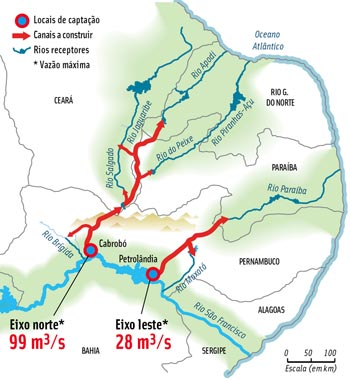 Locais de captação
Canais a construir
Rios receptores
* Vazão máxima
Oceano
Atlântico
CEARÁ
Rio Jaguaribe
Rio Apodi
Rio Piranhas-Açu
RIO G.
DO NORTE
Rio Salgado
Rio do Peixe
PARAÍBA
Rio Paraíba
Rio Brígida
Cabrobó
Petrolândia
Rio Moxotó
PERNAMBUCO
Eixo norte*
99 m³/s
Eixo leste*
28 m³/s
Rio São Francisco
ALAGOAS
BAHIA
SERGIPE
0 50 100
Escala (em km)